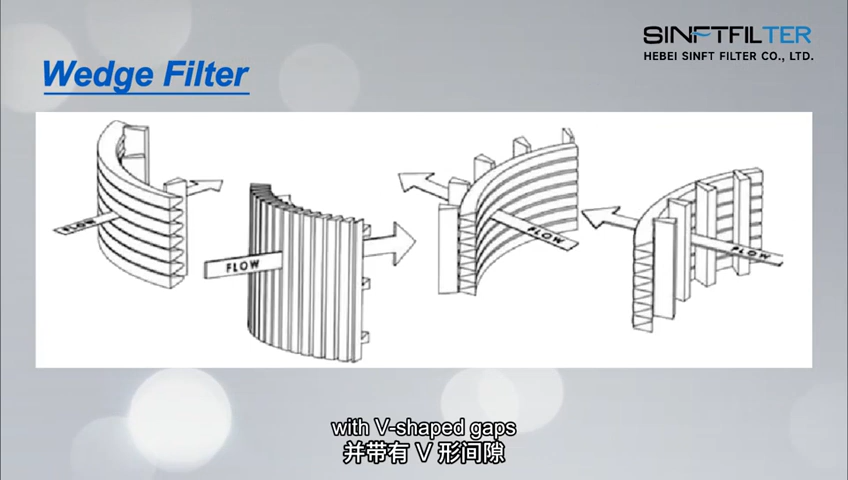 SINFTFILTER
HEBEI SINFT FILTER CO., LTD.
Wedge Filter
FLOW
FLOW
FLOW
FLOW
with V-shaped gaps
并带有 V 形间隙